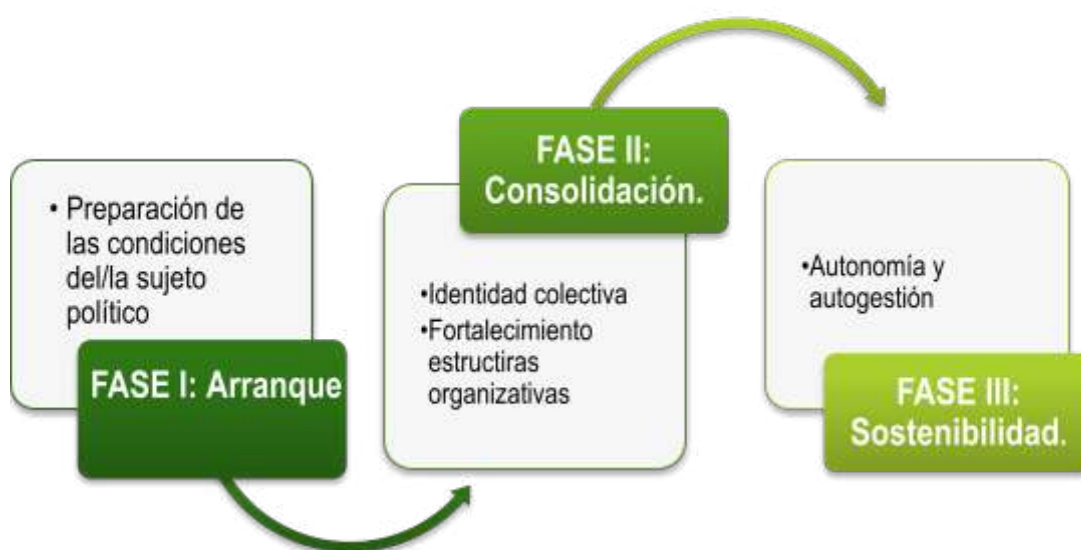 • Preparación de
las condiciones
del/la sujeto
político
FASE I: Arranque
FASE II:
Consolidación.
•Identidad colectiva
•Fortalecimiento
estructiras
organizativas
•Autonomía y
autogestión
FASE III:
Sostenibilidad.